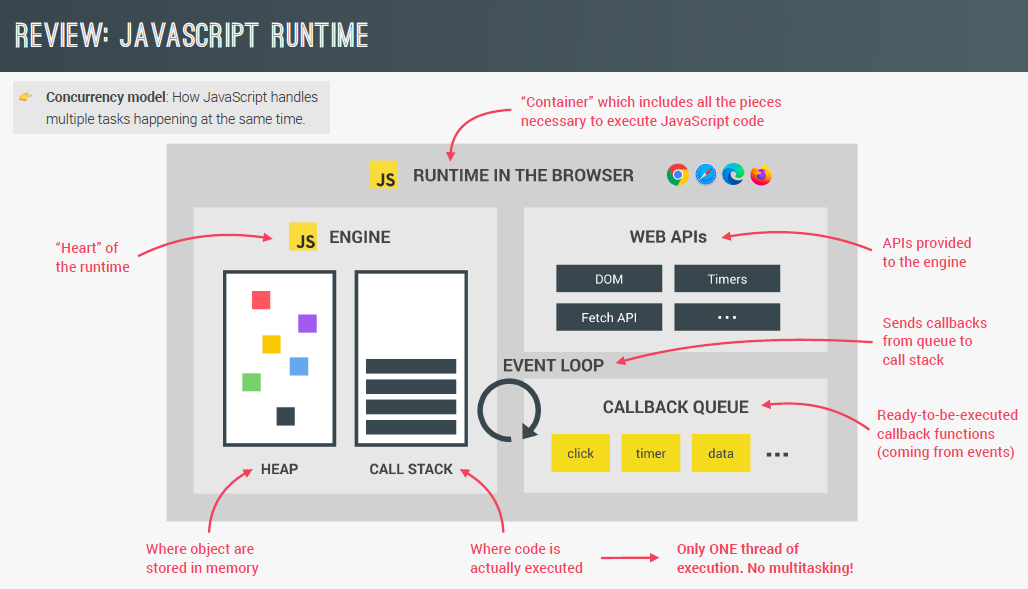 REVIEW: JAVASCRIPT RUNTIME
👉 Concurrency model: How JavaScript handles
multiple tasks happening at the same time.
“Container” which includes all the pieces
necessary to execute JavaScript code
JS RUNTIME IN THE BROWSER
“Heart” of
the runtime
JS ENGINE
HEAP
CALL STACK
WEB APIs
DOM
Timers
Fetch API
...
APIs provided
to the engine
Sends callbacks
from queue to
call stack
EVENT LOOP
CALLBACK QUEUE
click
timer
data
...
Ready-to-be-executed
callback functions
(coming from events)
Where object are
stored in memory
Where code is
actually executed
Only ONE thread of
execution. No multitasking!